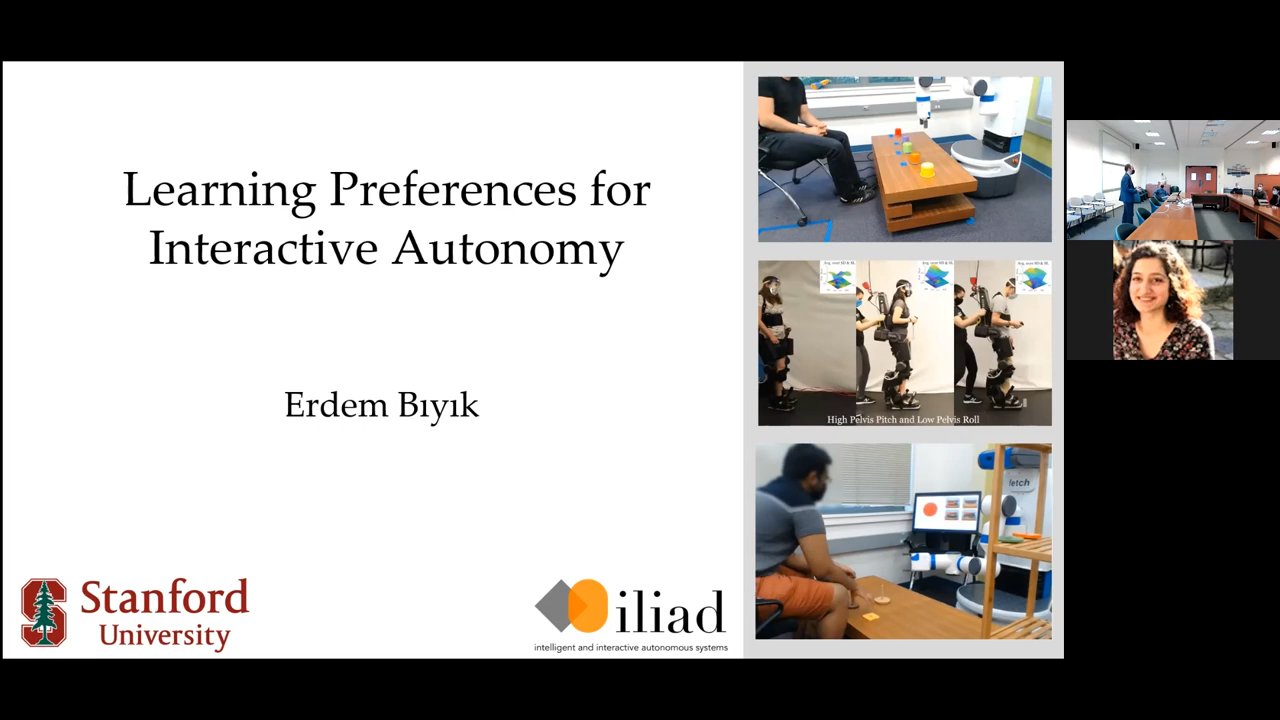 Learning Preferences for
Interactive Autonomy
Erdem Bıyık
Stanford
University
iliad
intelligent and interactive autonomous systems
High Pelvis Pitch and Low Pelvis Roll
fetch